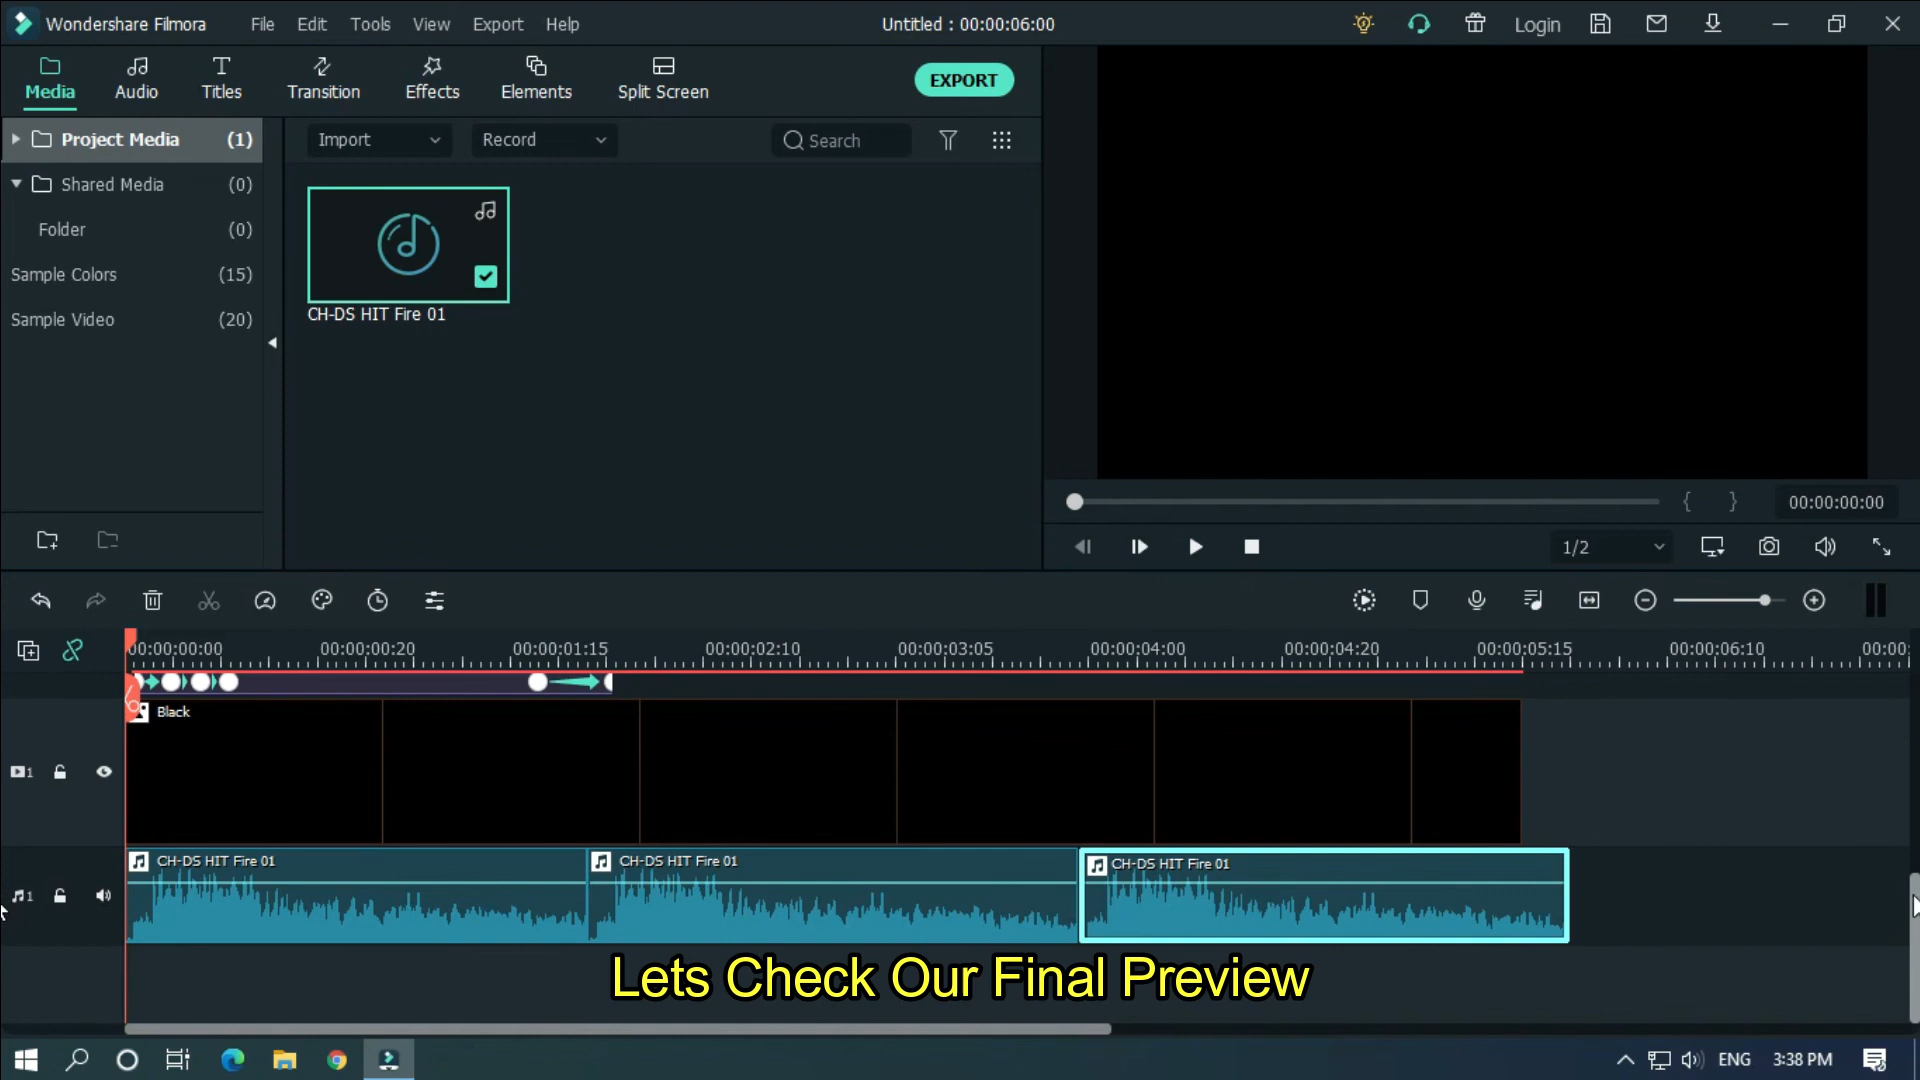 Wondershare Filmora File Edit Tools View Export Help Untitled : 00:00:06:00 Login
Media Audio Titles Transition Effects Elements Split Screen EXPORT
Project Media (1) Import Record Search
Shared Media (0)
Folder (0)
Sample Colors (15)
Sample Video (20)
CH-DS HIT Fire 01
{ } 00:00:00:00
1/2
00:00:00:00 00:00:00:20 00:00:01:15 00:00:02:10 00:00:03:05 00:00:04:00 00:00:04:20 00:00:05:15 00:00:06:10 00:00:
Black
1
CH-DS HIT Fire 01 CH-DS HIT Fire 01 CH-DS HIT Fire 01
1
Lets Check Our Final Preview
ENG 3:38 PM